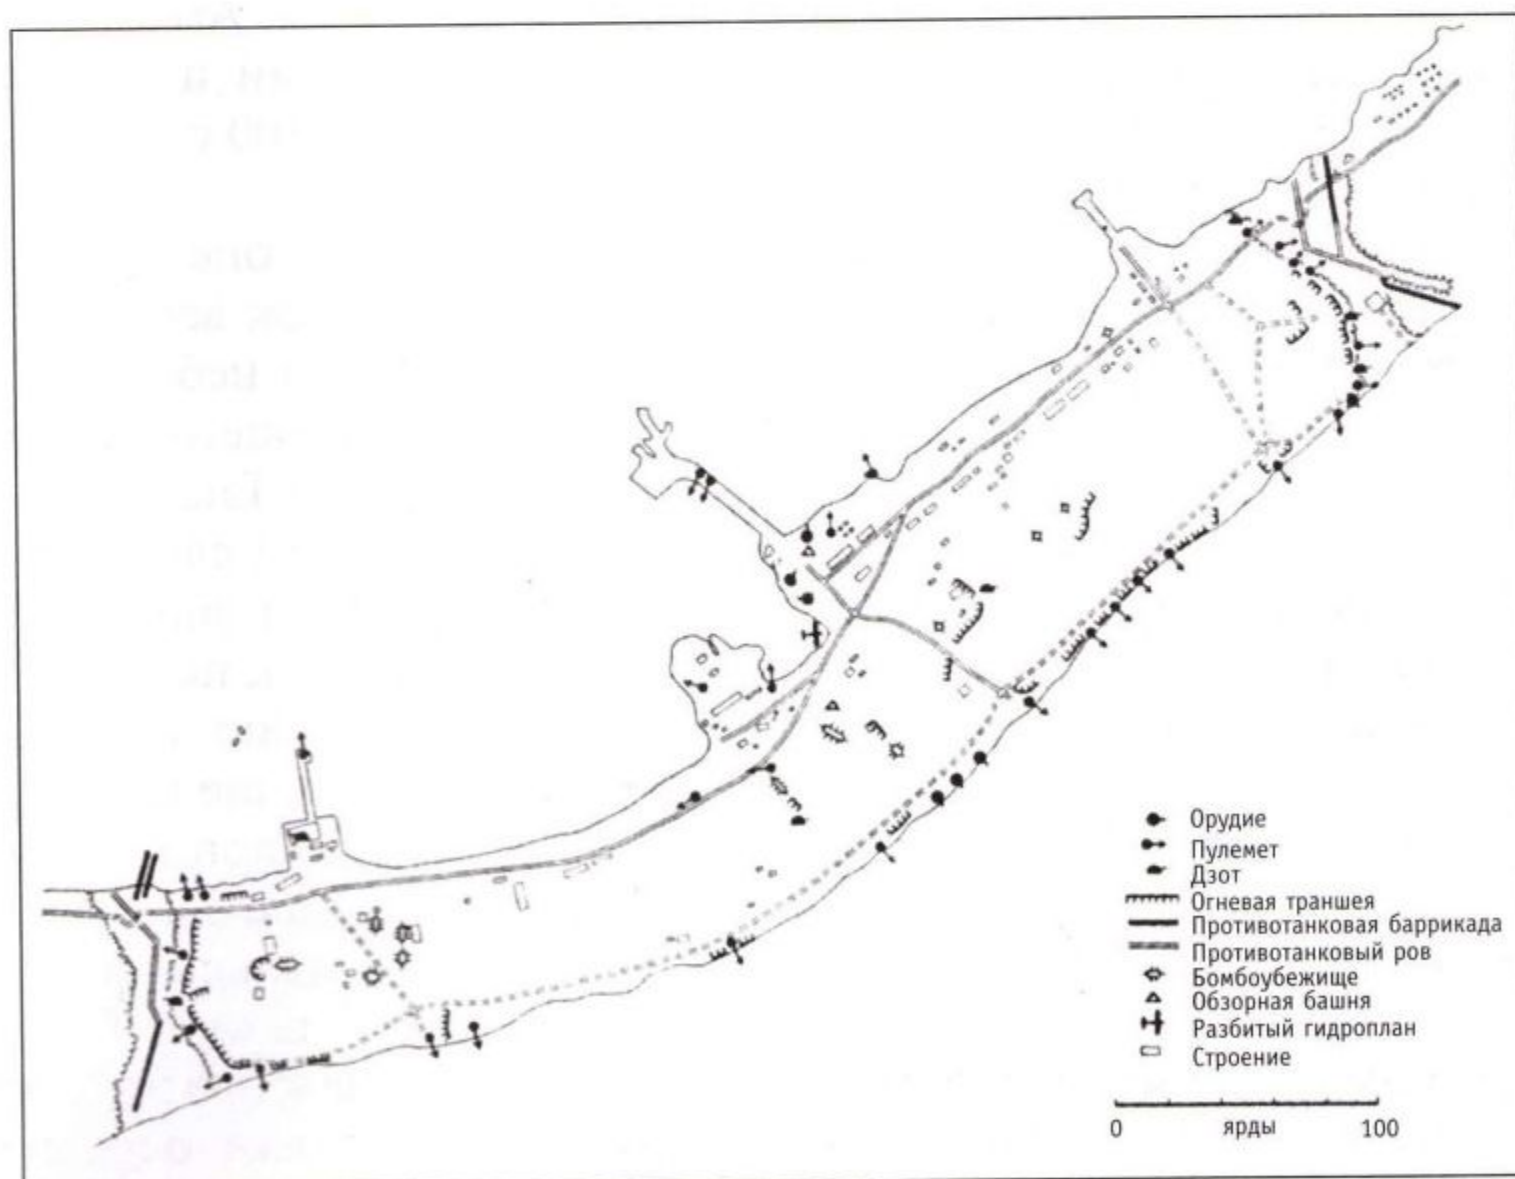 Орудие
Пулемет
Дзот
Огневая траншея
Противотанковая баррикада
Противотанковый ров
Бомбоубежище
Обзорная башня
Разбитый гидроплан
Строение
0 ярды 100